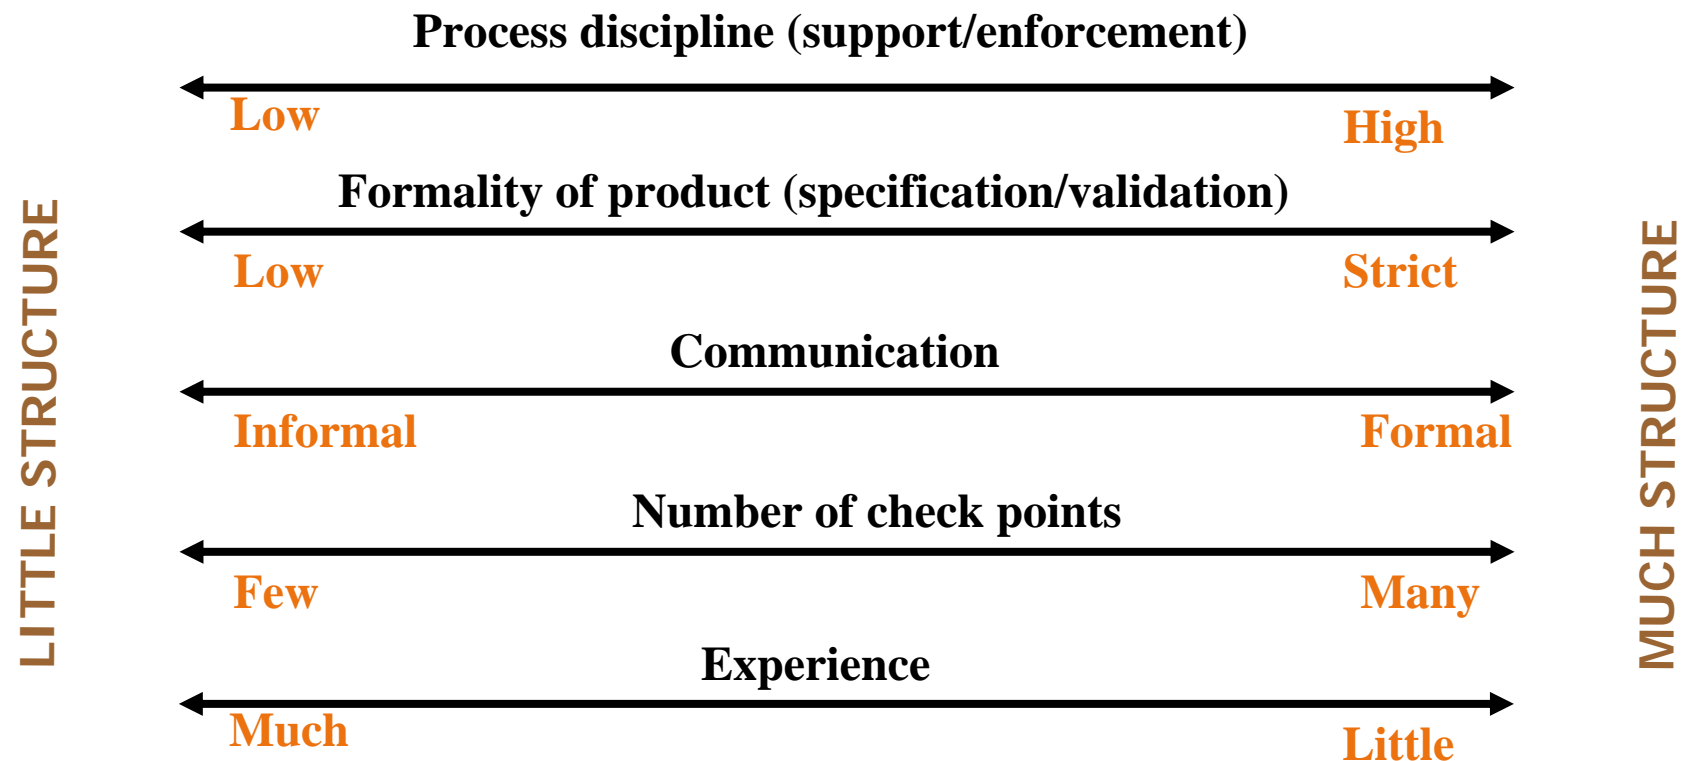 Process discipline (support/enforcement)
Low
High
Formality of product (specification/validation)
Low
Strict
Communication
Informal
Formal
Number of check points
Few
Many
Experience
Much
Little
LITTLE STRUCTURE
MUCH STRUCTURE